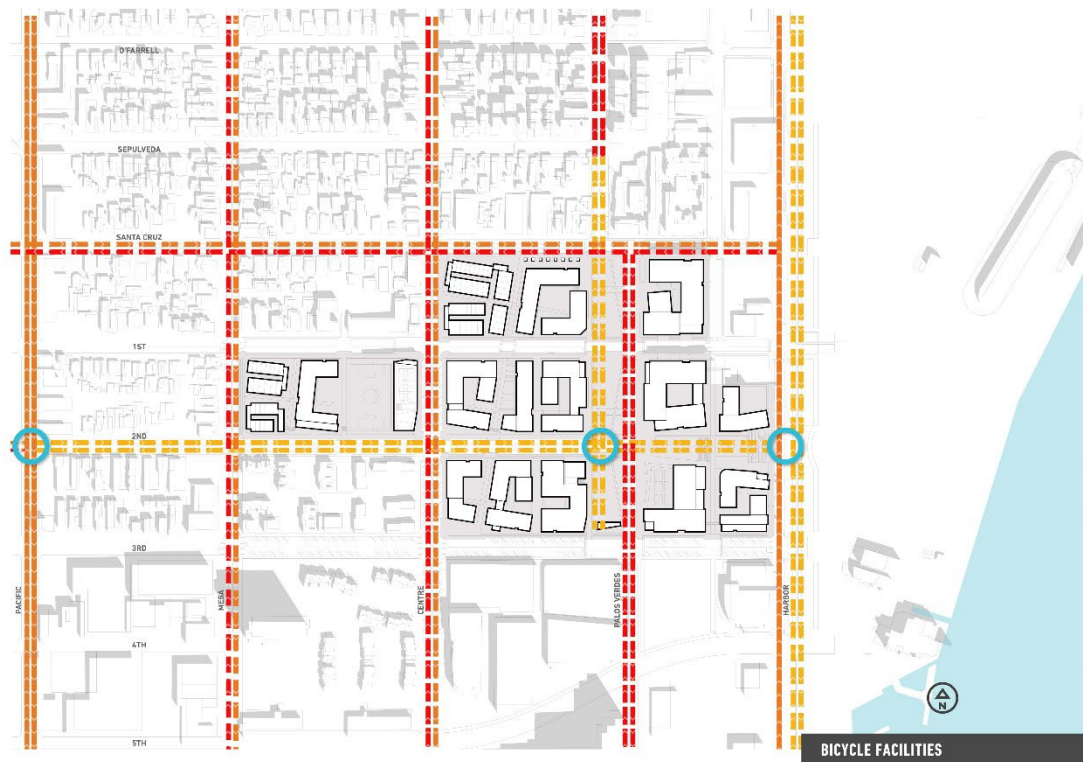 O'FARRELL
SEPULVEDA
SANTA CRUZ
1ST
2ND
3RD
PACIFIC
MESA
CENTRE
PALOS VERDES
HARBOR
4TH
5TH
N
BICYCLE FACILITIES